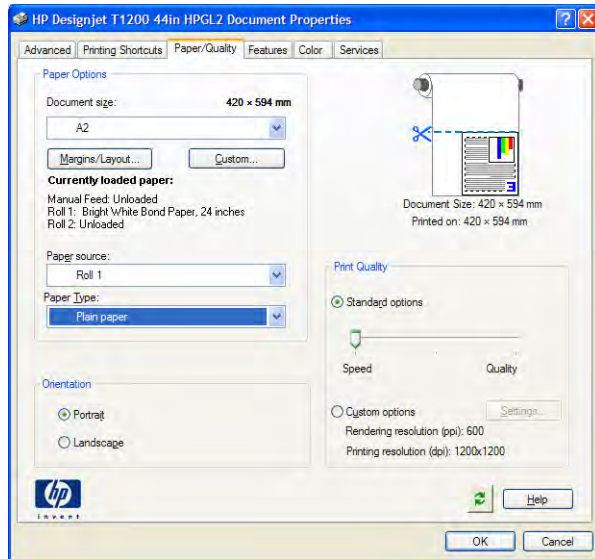 HP Designjet T1200 44in HPGL2 Document Properties
Advanced Printing Shortcuts Paper/Quality Features Color Services
Paper Options
Document size: 420 × 594 mm
A2
Margins/Layout... Custom...
Currently loaded paper:
Manual Feed: Unloaded
Roll 1: Bright White Bond Paper, 24 inches
Roll 2: Unloaded
Paper source:
Roll 1
Paper Type:
Plain paper
Orientation
Portrait
Landscape
3
Document Size: 420 × 594 mm
Printed on: 420 × 594 mm
Print Quality
Standard options
Speed Quality
Custom options Settings...
Rendering resolution (ppi): 600
Printing resolution (dpi): 1200x1200
hp
invent
Help
OK Cancel